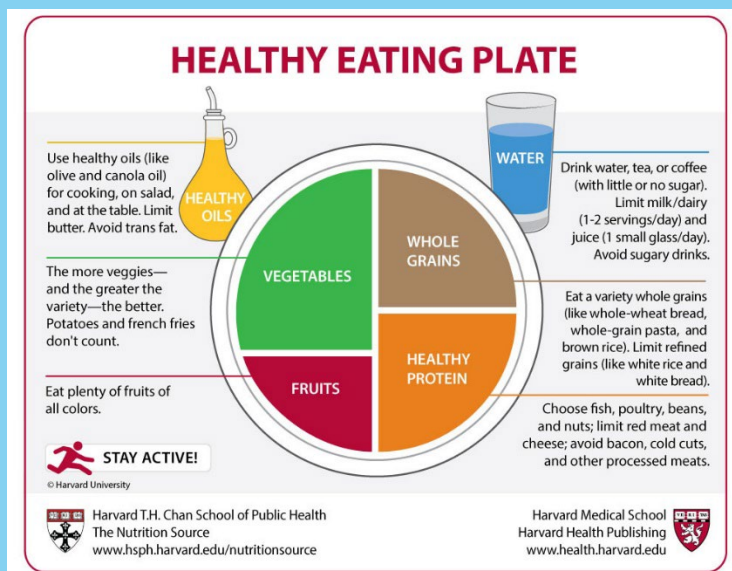 HEALTHY EATING PLATE
Use healthy oils (like
olive and canola oil)
for cooking, on salad,
and at the table. Limit
butter. Avoid trans fat.
HEALTHY
OILS
The more veggies—
and the greater the
variety—the better.
Potatoes and french fries
don't count.
Eat plenty of fruits of
all colors.
VEGETABLES
FRUITS
WHOLE
GRAINS
HEALTHY
PROTEIN
WATER
Drink water, tea, or coffee
(with little or no sugar).
Limit milk/dairy
(1-2 servings/day) and
juice (1 small glass/day).
Avoid sugary drinks.
Eat a variety whole grains
(like whole-wheat bread,
whole-grain pasta, and
brown rice). Limit refined
grains (like white rice and
white bread).
Choose fish, poultry, beans,
and nuts; limit red meat and
cheese; avoid bacon, cold cuts,
and other processed meats.
STAY ACTIVE!
© Harvard University
Harvard T.H. Chan School of Public Health
The Nutrition Source
www.hsph.harvard.edu/nutritionsource
Harvard Medical School
Harvard Health Publishing
www.health.harvard.edu